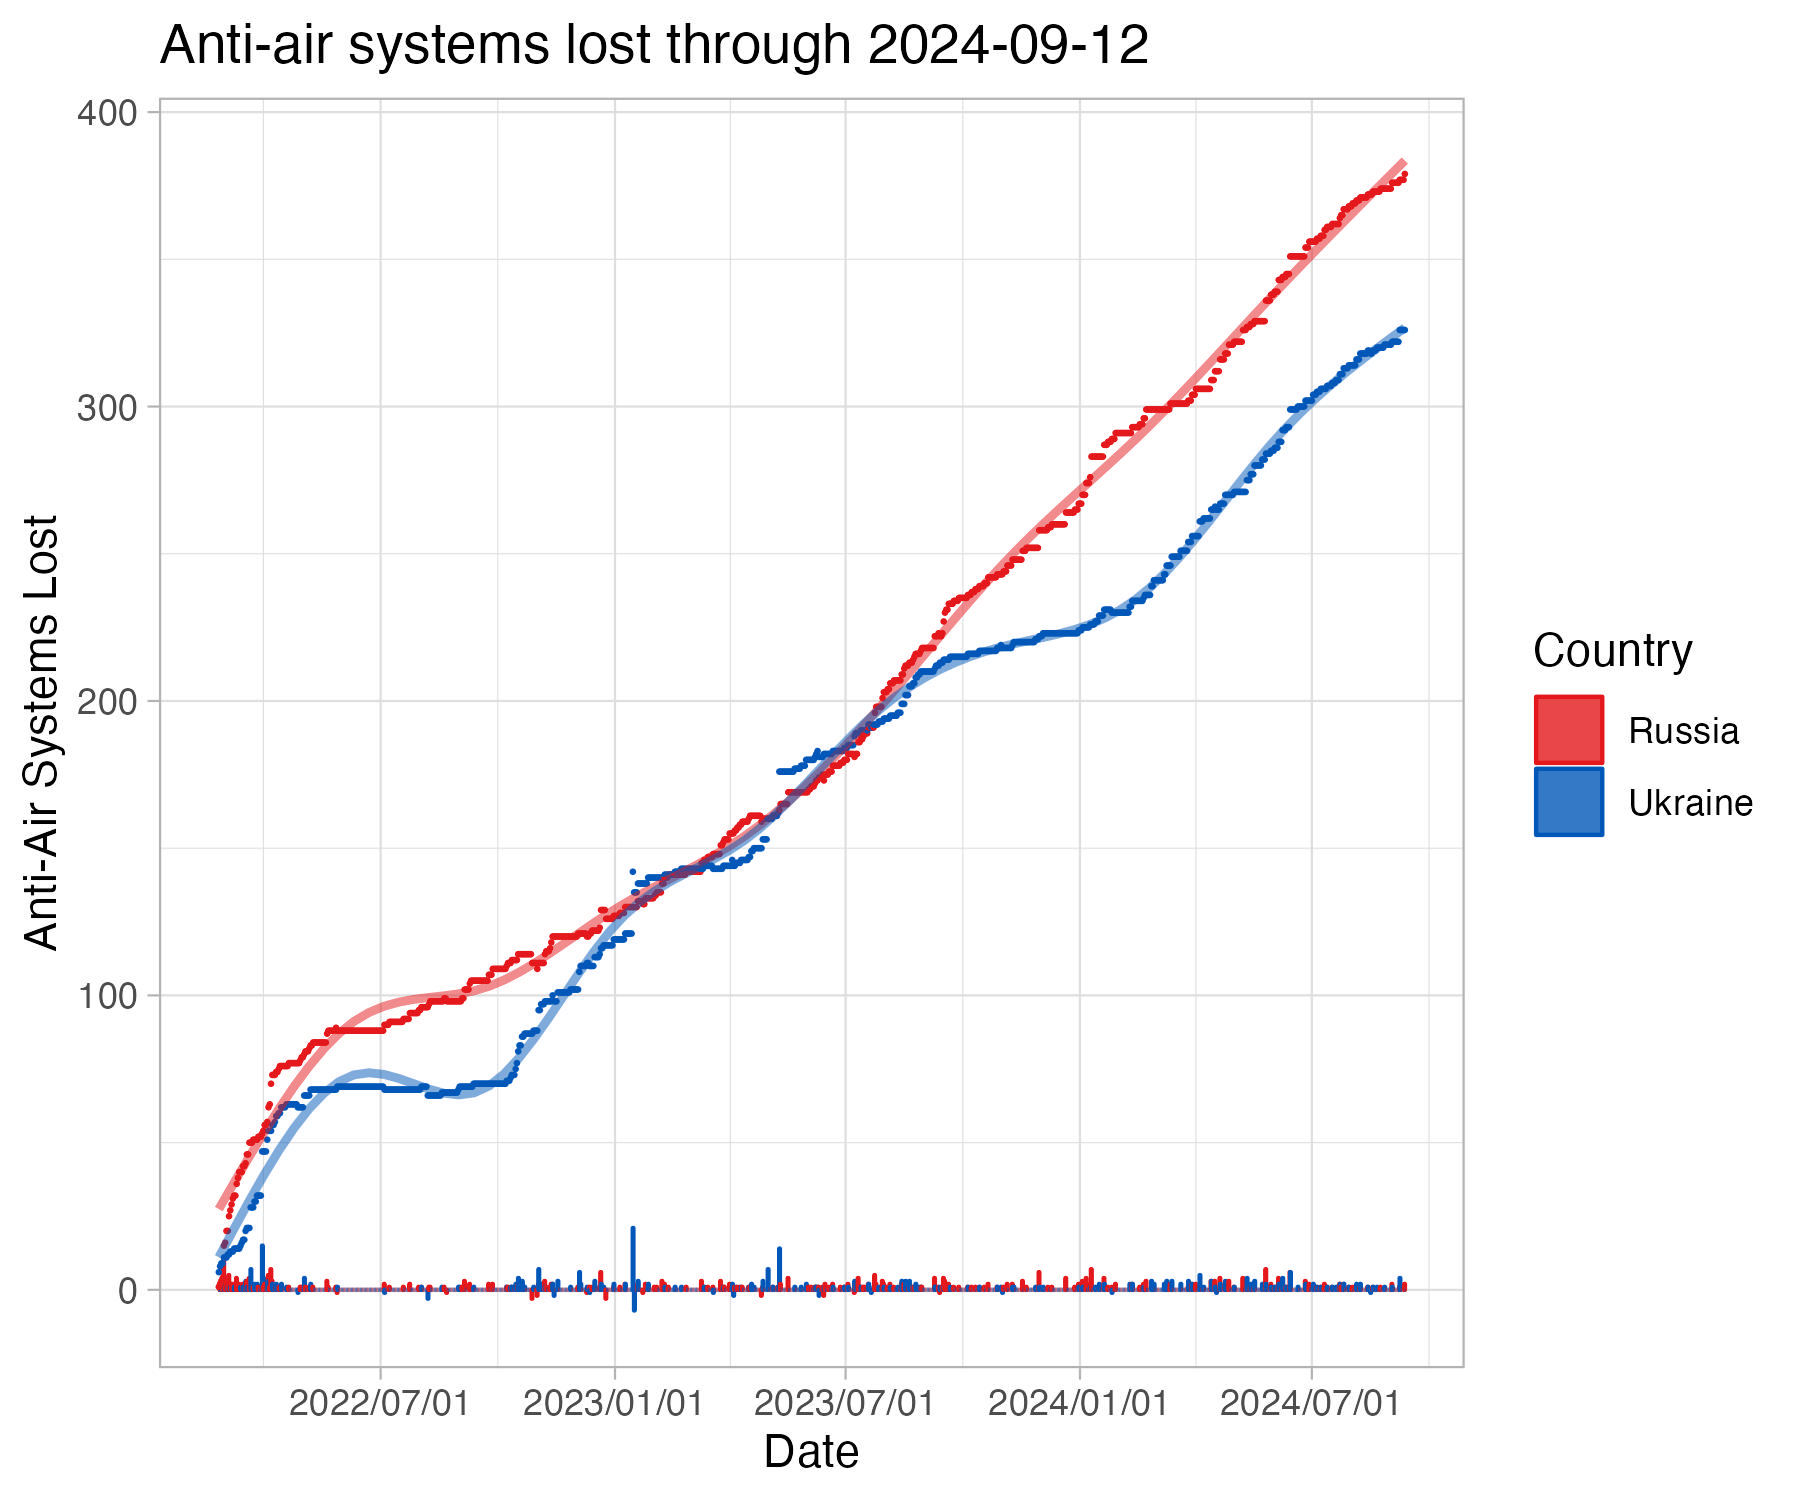 Anti-air systems lost through 2024-09-12
Anti-Air Systems Lost
400
300
200
100
0
2022/07/01
2023/01/01
2023/07/01
2024/01/01
2024/07/01
Date
Country
Russia
Ukraine